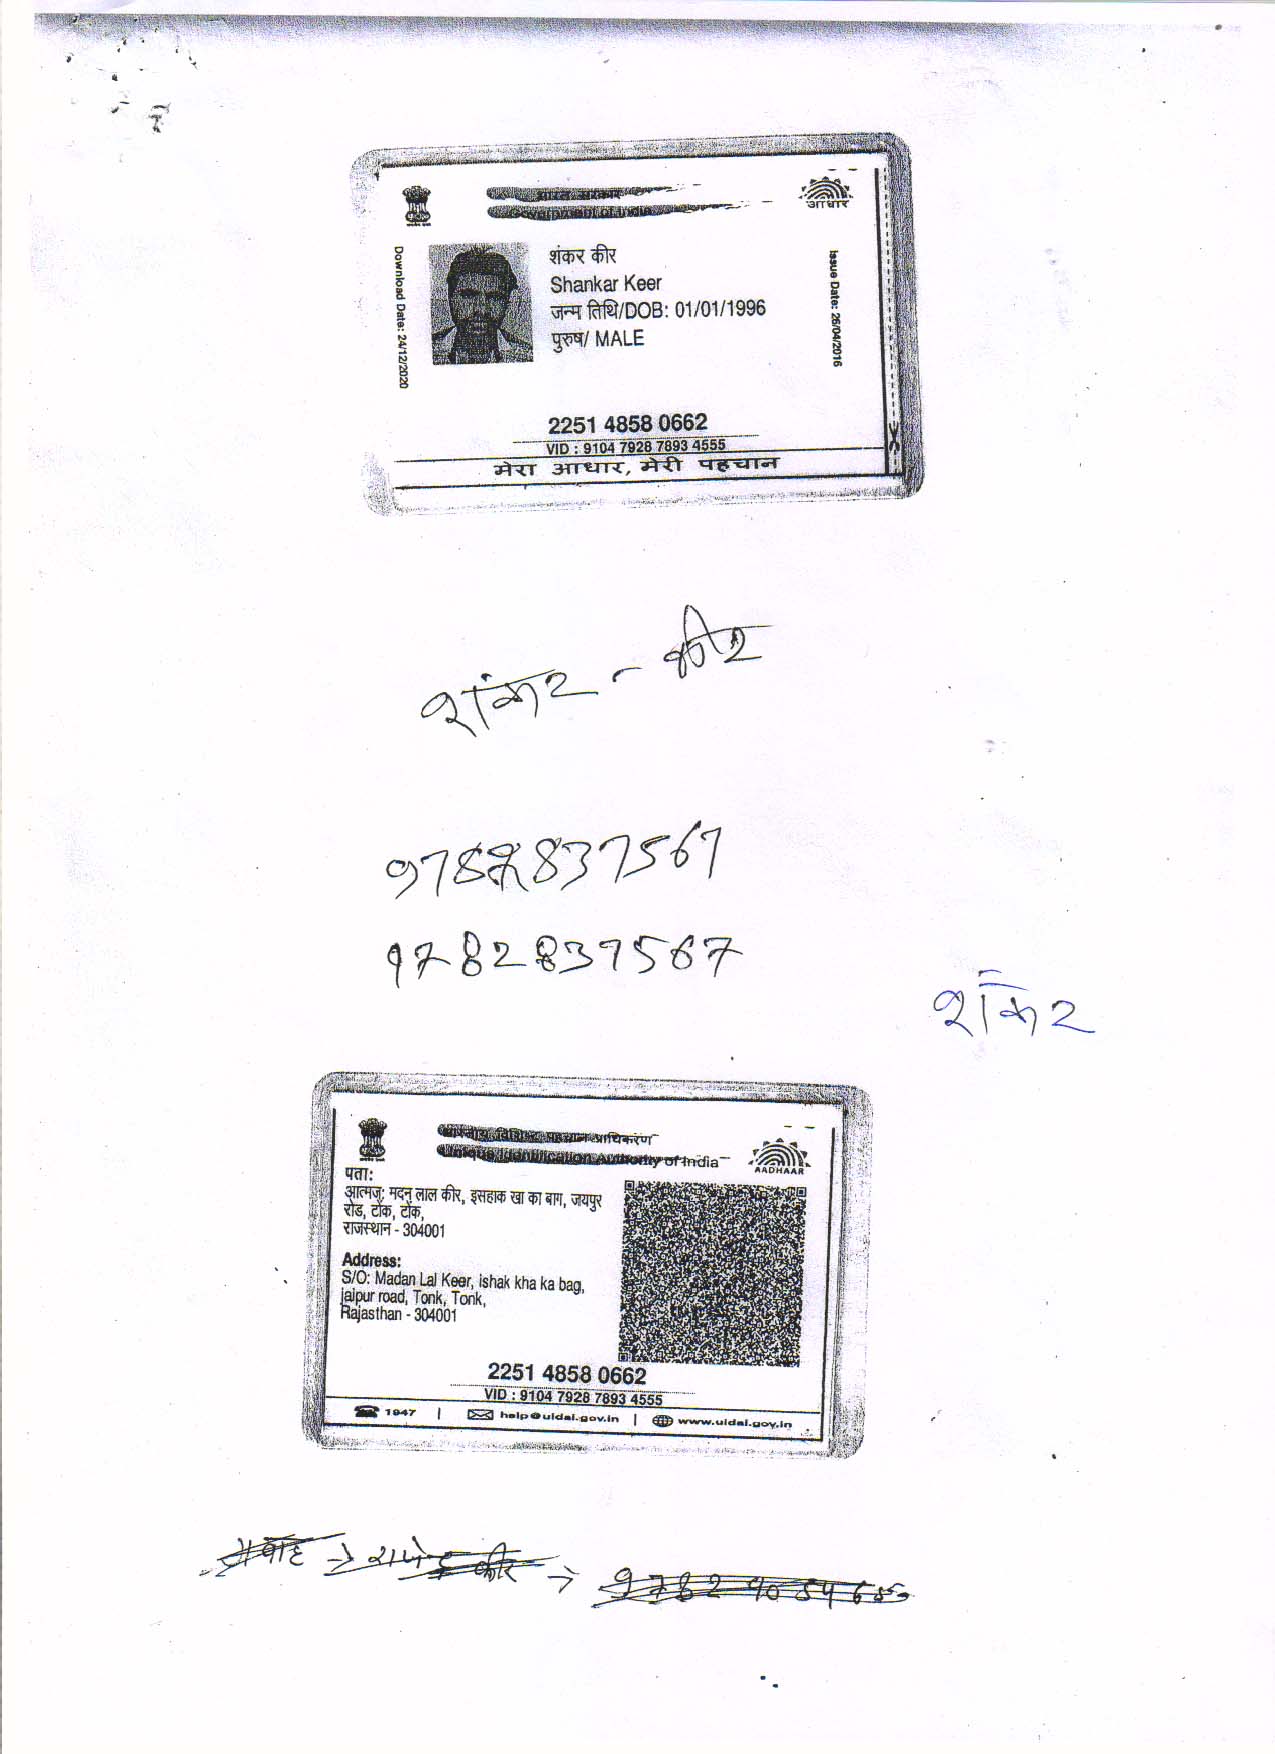 भारत सरकार
Government of India
आधार
Download Date: 24/12/2020
शंकर कीर
Shankar Keer
जन्म तिथि/DOB: 01/01/1996
पुरुष/ MALE
Issue Date: 26/04/2016
2251 4858 0662
VID : 9104 7928 7893 4555
मेरा आधार, मेरी पहचान
शंकर - कीर
9782837567
9782837567
शंकर
भारतीय विशिष्ट पहचान प्राधिकरण
Unique Identification Authority of India
AADHAAR
पता:
आत्मज: मदन लाल कीर, इसहाक खा का बाग, जयपुर
रोड, टोंक, टोंक,
राजस्थान - 304001
Address:
S/O: Madan Lal Keer, ishak kha ka bag,
jaipur road, Tonk, Tonk,
Rajasthan - 304001
2251 4858 0662
VID : 9104 7928 7893 4555
1947 | help@uidai.gov.in | www.uidai.gov.in